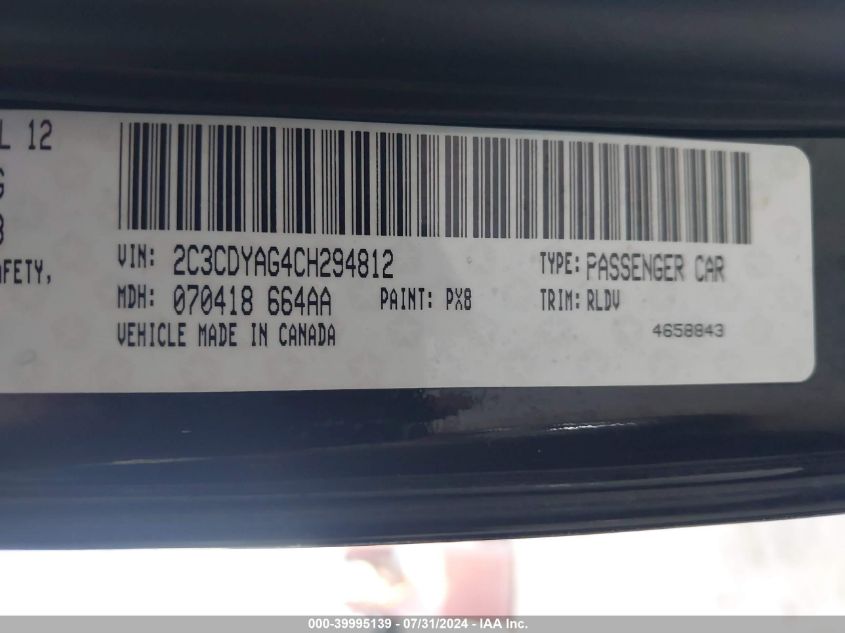 L 12
G
3
AFETY,
VIN: 2C3CDYAG4CH294812
TYPE: PASSENGER CAR
MDH: 070418 664AA
PAINT: PX8
TRIM: RLDV
VEHICLE MADE IN CANADA
4658843
000-39995139 - 07/31/2024 - IAA Inc.